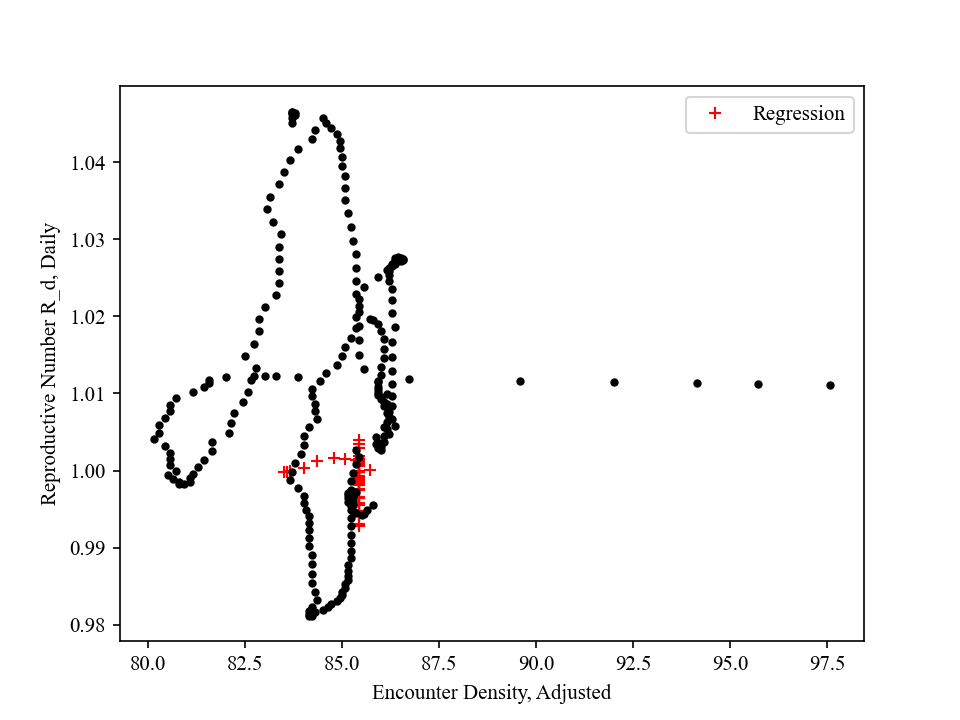 Regression
1.04
1.03
1.02
1.01
1.00
0.99
0.98
Reproductive Number R_d, Daily
80.0 82.5 85.0 87.5 90.0 92.5 95.0 97.5
Encounter Density, Adjusted